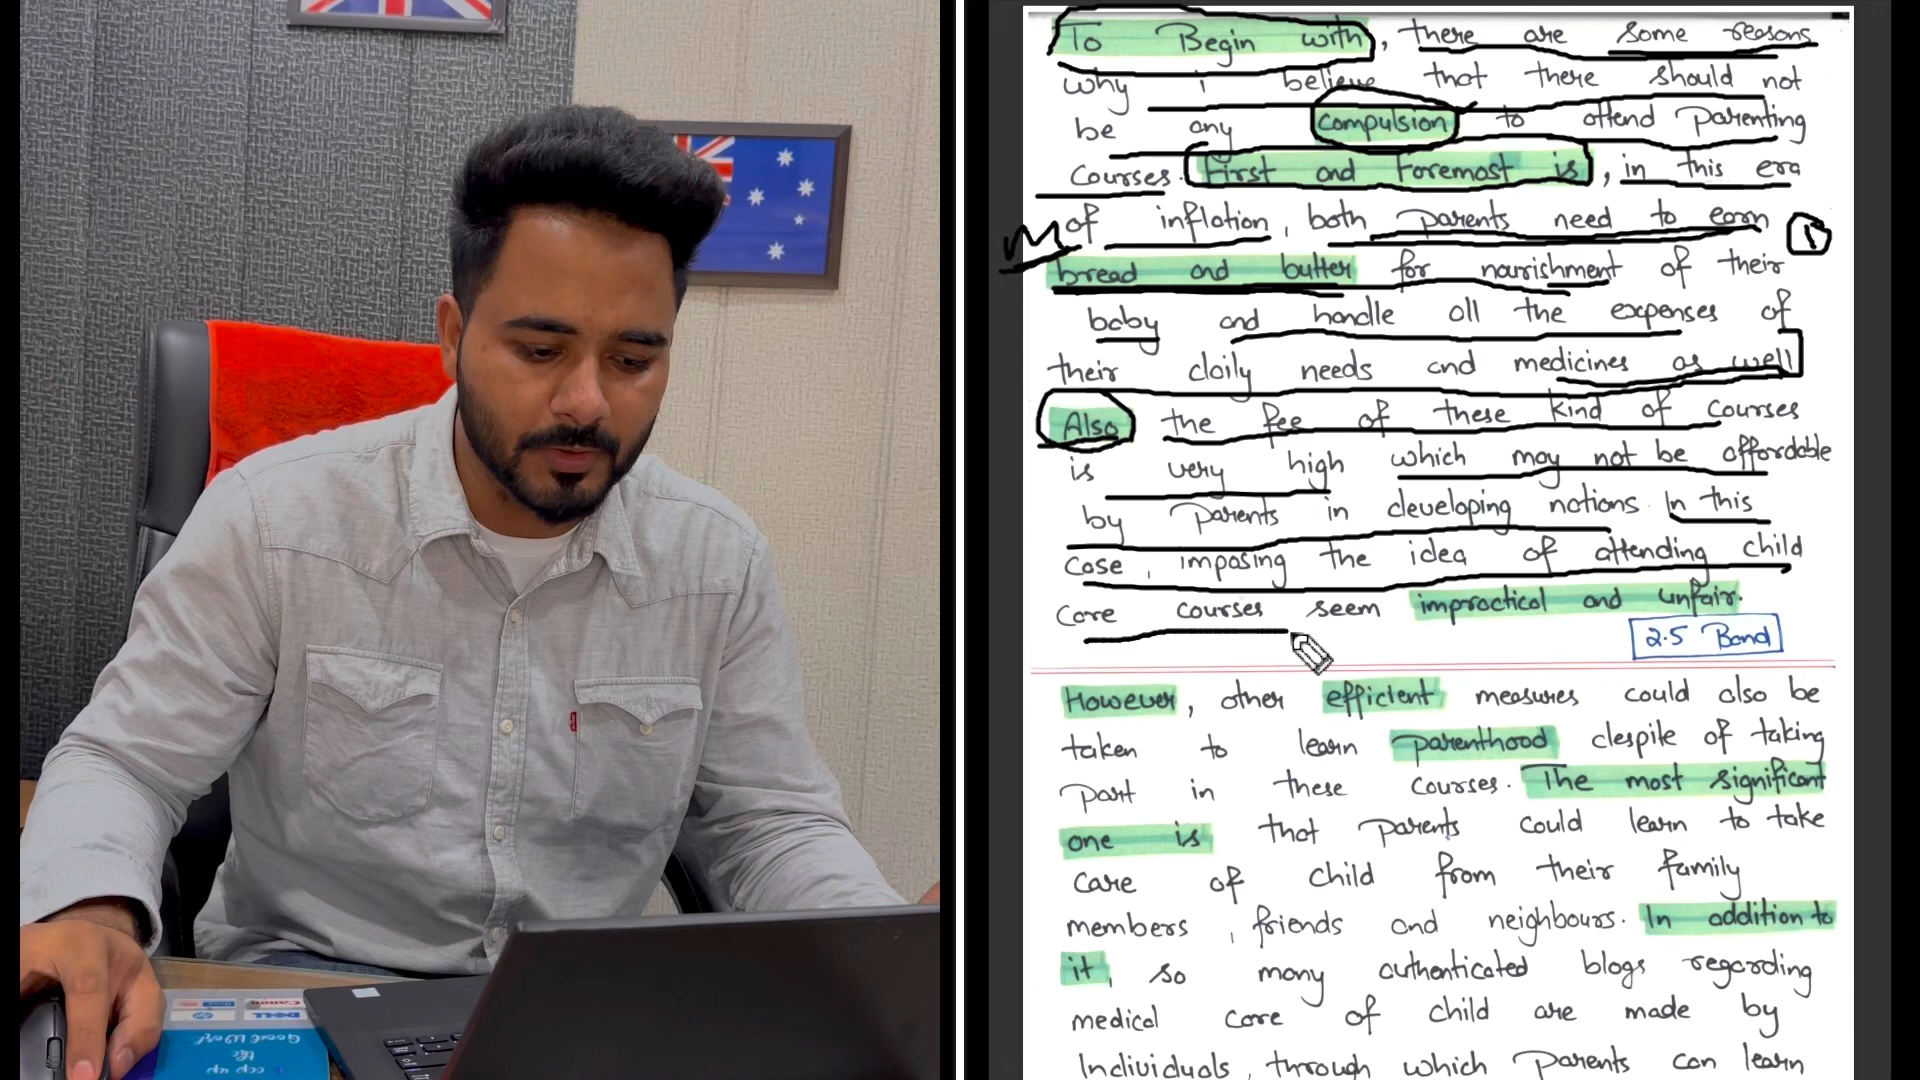 To Begin with, there are some reasons
why i believe that there should not
be any compulsion to attend parenting
courses. First and Foremost is, in this era
of inflation, both parents need to earn
bread and butter for nourishment of their
baby and handle all the expenses of
their daily needs and medicines as well
Also the fee of these kind of courses
is very high which may not be affordable
by parents in developing nations. In this
case, imposing the idea of attending child
care courses seem impractical and unfair.
2.5 Band
However, other efficient measures could also be
taken to learn parenthood despite of taking
part in these courses. The most significant
one is that parents could learn to take
care of child from their family
members, friends and neighbours. In addition to
it, so many authenticated blogs regarding
medical care of child are made by
Individuals, through which parents can learn
1
Canon
DELL
hp